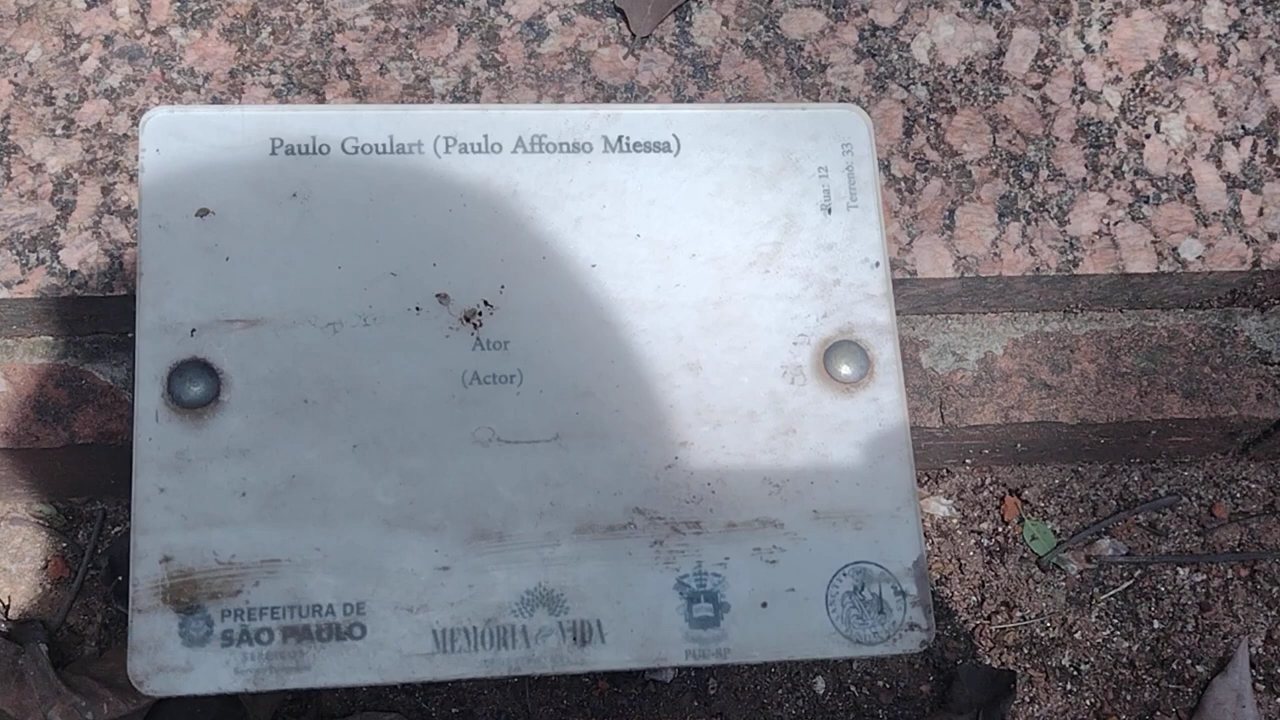 Paulo Goulart (Paulo Affonso Miessa)
Rua: 12
Terreno: 33
Ator
(Actor)
PREFEITURA DE
SÃO PAULO
MEMÓRIA & VIDA
PUC-SP